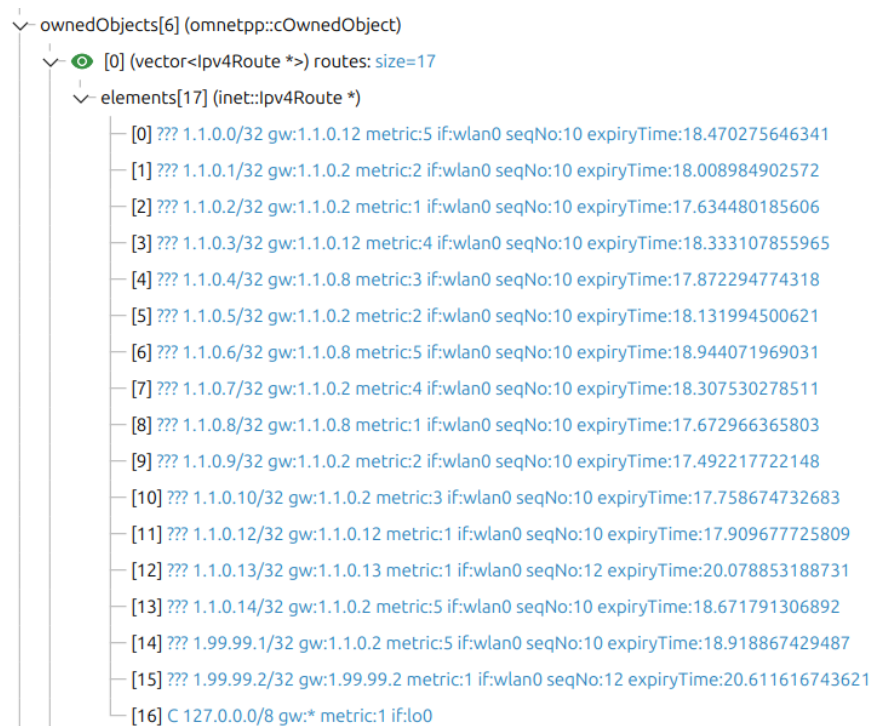 ownedObjects[6] (omnetpp::cOwnedObject)
[0] (vector<Ipv4Route *>) routes: size=17
elements[17] (inet::Ipv4Route *)
[0] ??? 1.1.0.0/32 gw:1.1.0.12 metric:5 if:wlan0 seqNo:10 expiryTime:18.470275646341
[1] ??? 1.1.0.1/32 gw:1.1.0.2 metric:2 if:wlan0 seqNo:10 expiryTime:18.008984902572
[2] ??? 1.1.0.2/32 gw:1.1.0.2 metric:1 if:wlan0 seqNo:10 expiryTime:17.634480185606
[3] ??? 1.1.0.3/32 gw:1.1.0.12 metric:4 if:wlan0 seqNo:10 expiryTime:18.333107855965
[4] ??? 1.1.0.4/32 gw:1.1.0.8 metric:3 if:wlan0 seqNo:10 expiryTime:17.872294774318
[5] ??? 1.1.0.5/32 gw:1.1.0.2 metric:2 if:wlan0 seqNo:10 expiryTime:18.131994500621
[6] ??? 1.1.0.6/32 gw:1.1.0.8 metric:5 if:wlan0 seqNo:10 expiryTime:18.944071969031
[7] ??? 1.1.0.7/32 gw:1.1.0.2 metric:4 if:wlan0 seqNo:10 expiryTime:18.307530278511
[8] ??? 1.1.0.8/32 gw:1.1.0.8 metric:1 if:wlan0 seqNo:10 expiryTime:17.672966365803
[9] ??? 1.1.0.9/32 gw:1.1.0.2 metric:2 if:wlan0 seqNo:10 expiryTime:17.492217722148
[10] ??? 1.1.0.10/32 gw:1.1.0.2 metric:3 if:wlan0 seqNo:10 expiryTime:17.758674732683
[11] ??? 1.1.0.12/32 gw:1.1.0.12 metric:1 if:wlan0 seqNo:10 expiryTime:17.909677725809
[12] ??? 1.1.0.13/32 gw:1.1.0.13 metric:1 if:wlan0 seqNo:12 expiryTime:20.078853188731
[13] ??? 1.1.0.14/32 gw:1.1.0.2 metric:5 if:wlan0 seqNo:10 expiryTime:18.671791306892
[14] ??? 1.99.99.1/32 gw:1.1.0.2 metric:5 if:wlan0 seqNo:10 expiryTime:18.918867429487
[15] ??? 1.99.99.2/32 gw:1.99.99.2 metric:1 if:wlan0 seqNo:12 expiryTime:20.611616743621
[16] C 127.0.0.0/8 gw:* metric:1 if:lo0